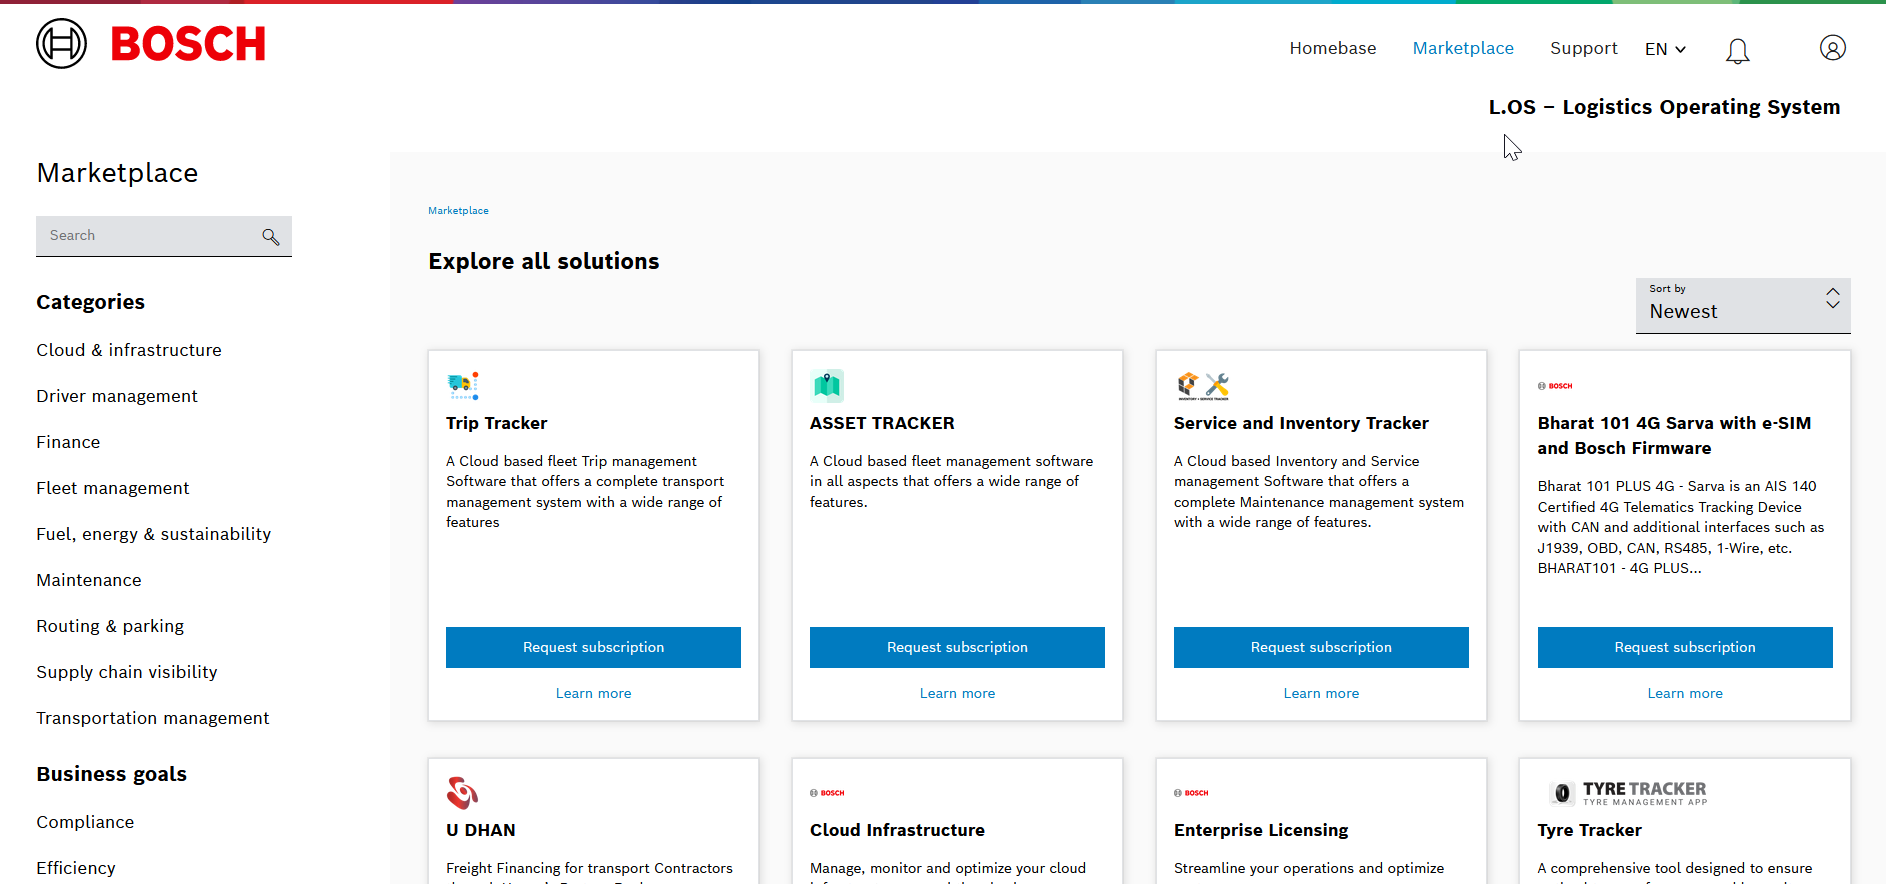 BOSCH
Homebase
Marketplace
Support
EN
L.OS – Logistics Operating System
Marketplace
Search
Categories
Cloud & infrastructure
Driver management
Finance
Fleet management
Fuel, energy & sustainability
Maintenance
Routing & parking
Supply chain visibility
Transportation management
Business goals
Compliance
Efficiency
Marketplace
Explore all solutions
Sort by
Newest
Trip Tracker
A Cloud based fleet Trip management
Software that offers a complete transport
management system with a wide range of
features
Request subscription
Learn more
ASSET TRACKER
A Cloud based fleet management software
in all aspects that offers a wide range of
features.
Request subscription
Learn more
INVENTORY + SERVICE TRACKER
Service and Inventory Tracker
A Cloud based Inventory and Service
management Software that offers a
complete Maintenance management system
with a wide range of features.
Request subscription
Learn more
BOSCH
Bharat 101 4G Sarva with e-SIM
and Bosch Firmware
Bharat 101 PLUS 4G - Sarva is an AIS 140
Certified 4G Telematics Tracking Device
with CAN and additional interfaces such as
J1939, OBD, CAN, RS485, 1-Wire, etc.
BHARAT101 - 4G PLUS...
Request subscription
Learn more
U DHAN
Freight Financing for transport Contractors
BOSCH
Cloud Infrastructure
Manage, monitor and optimize your cloud
BOSCH
Enterprise Licensing
Streamline your operations and optimize
TYRE TRACKER
TYRE MANAGEMENT APP
Tyre Tracker
A comprehensive tool designed to ensure